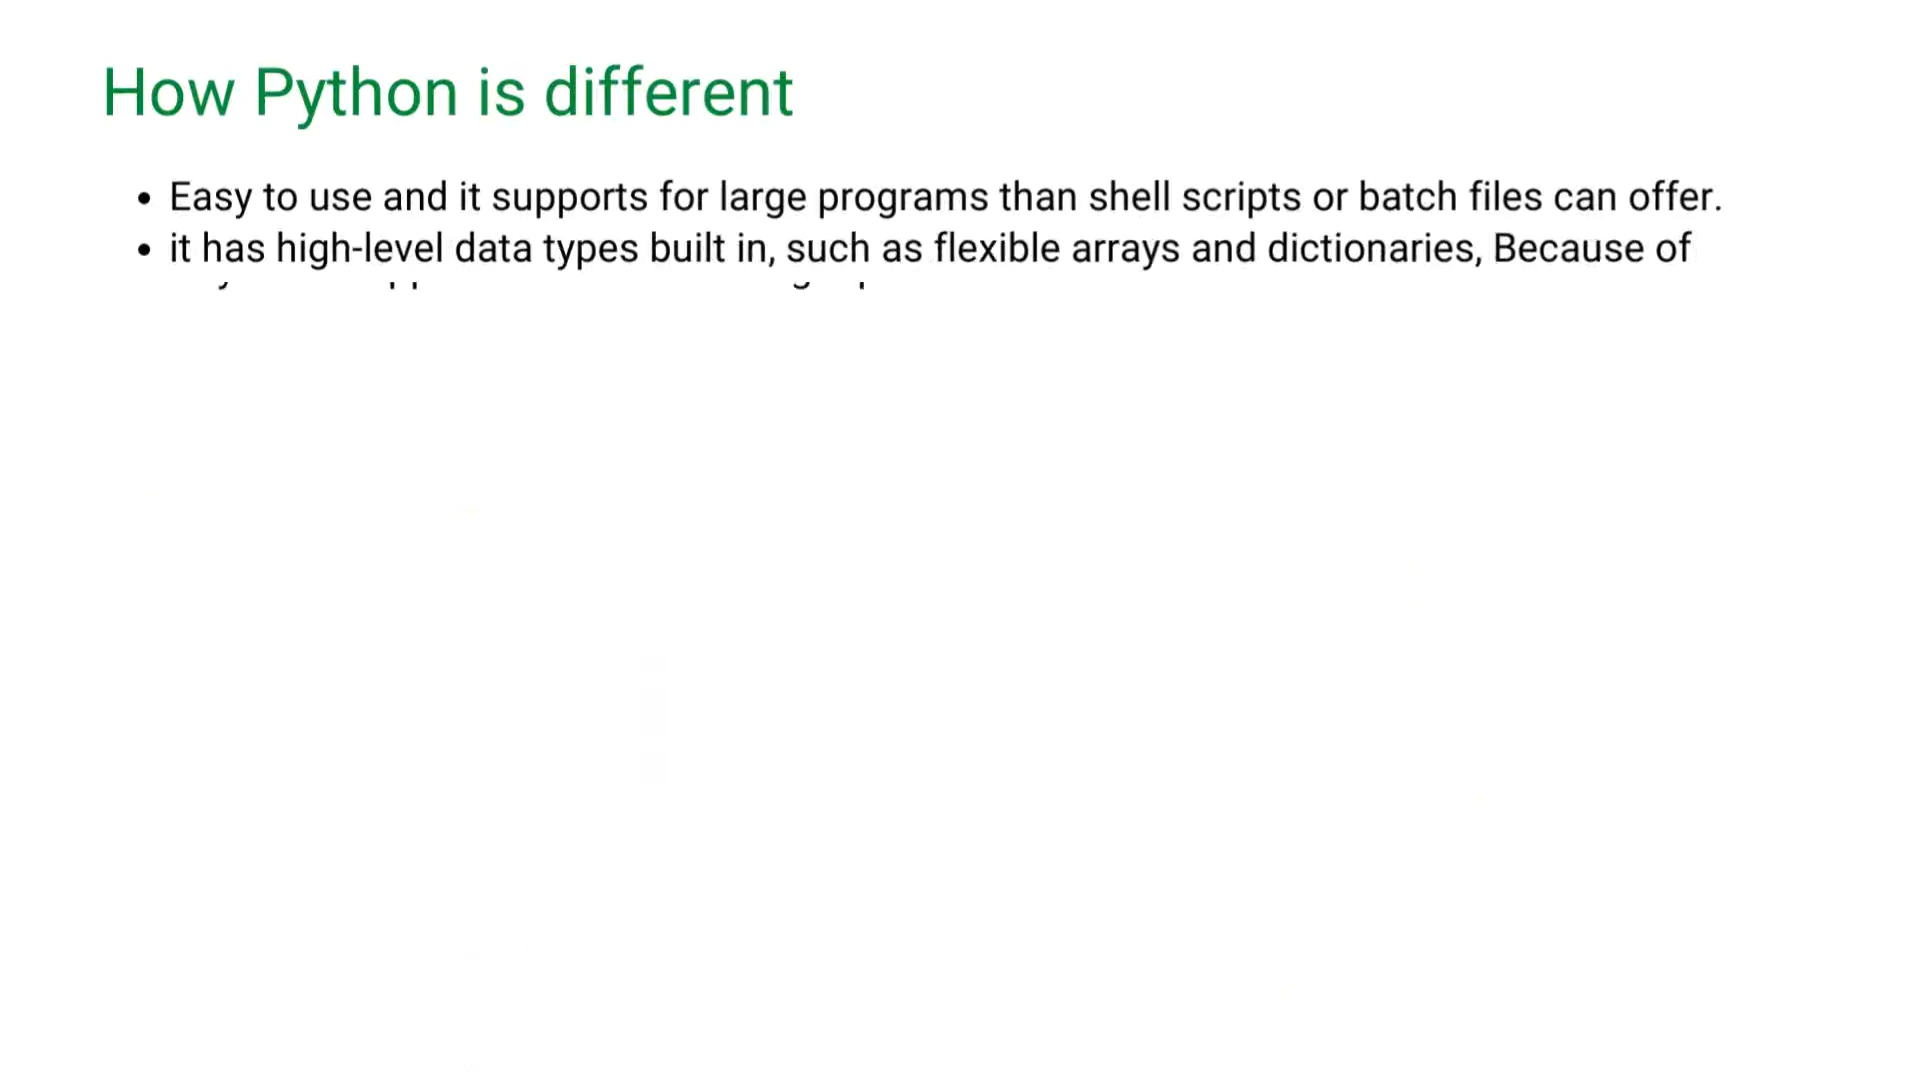 How Python is different
• Easy to use and it supports for large programs than shell scripts or batch files can offer.
• it has high-level data types built in, such as flexible arrays and dictionaries, Because of